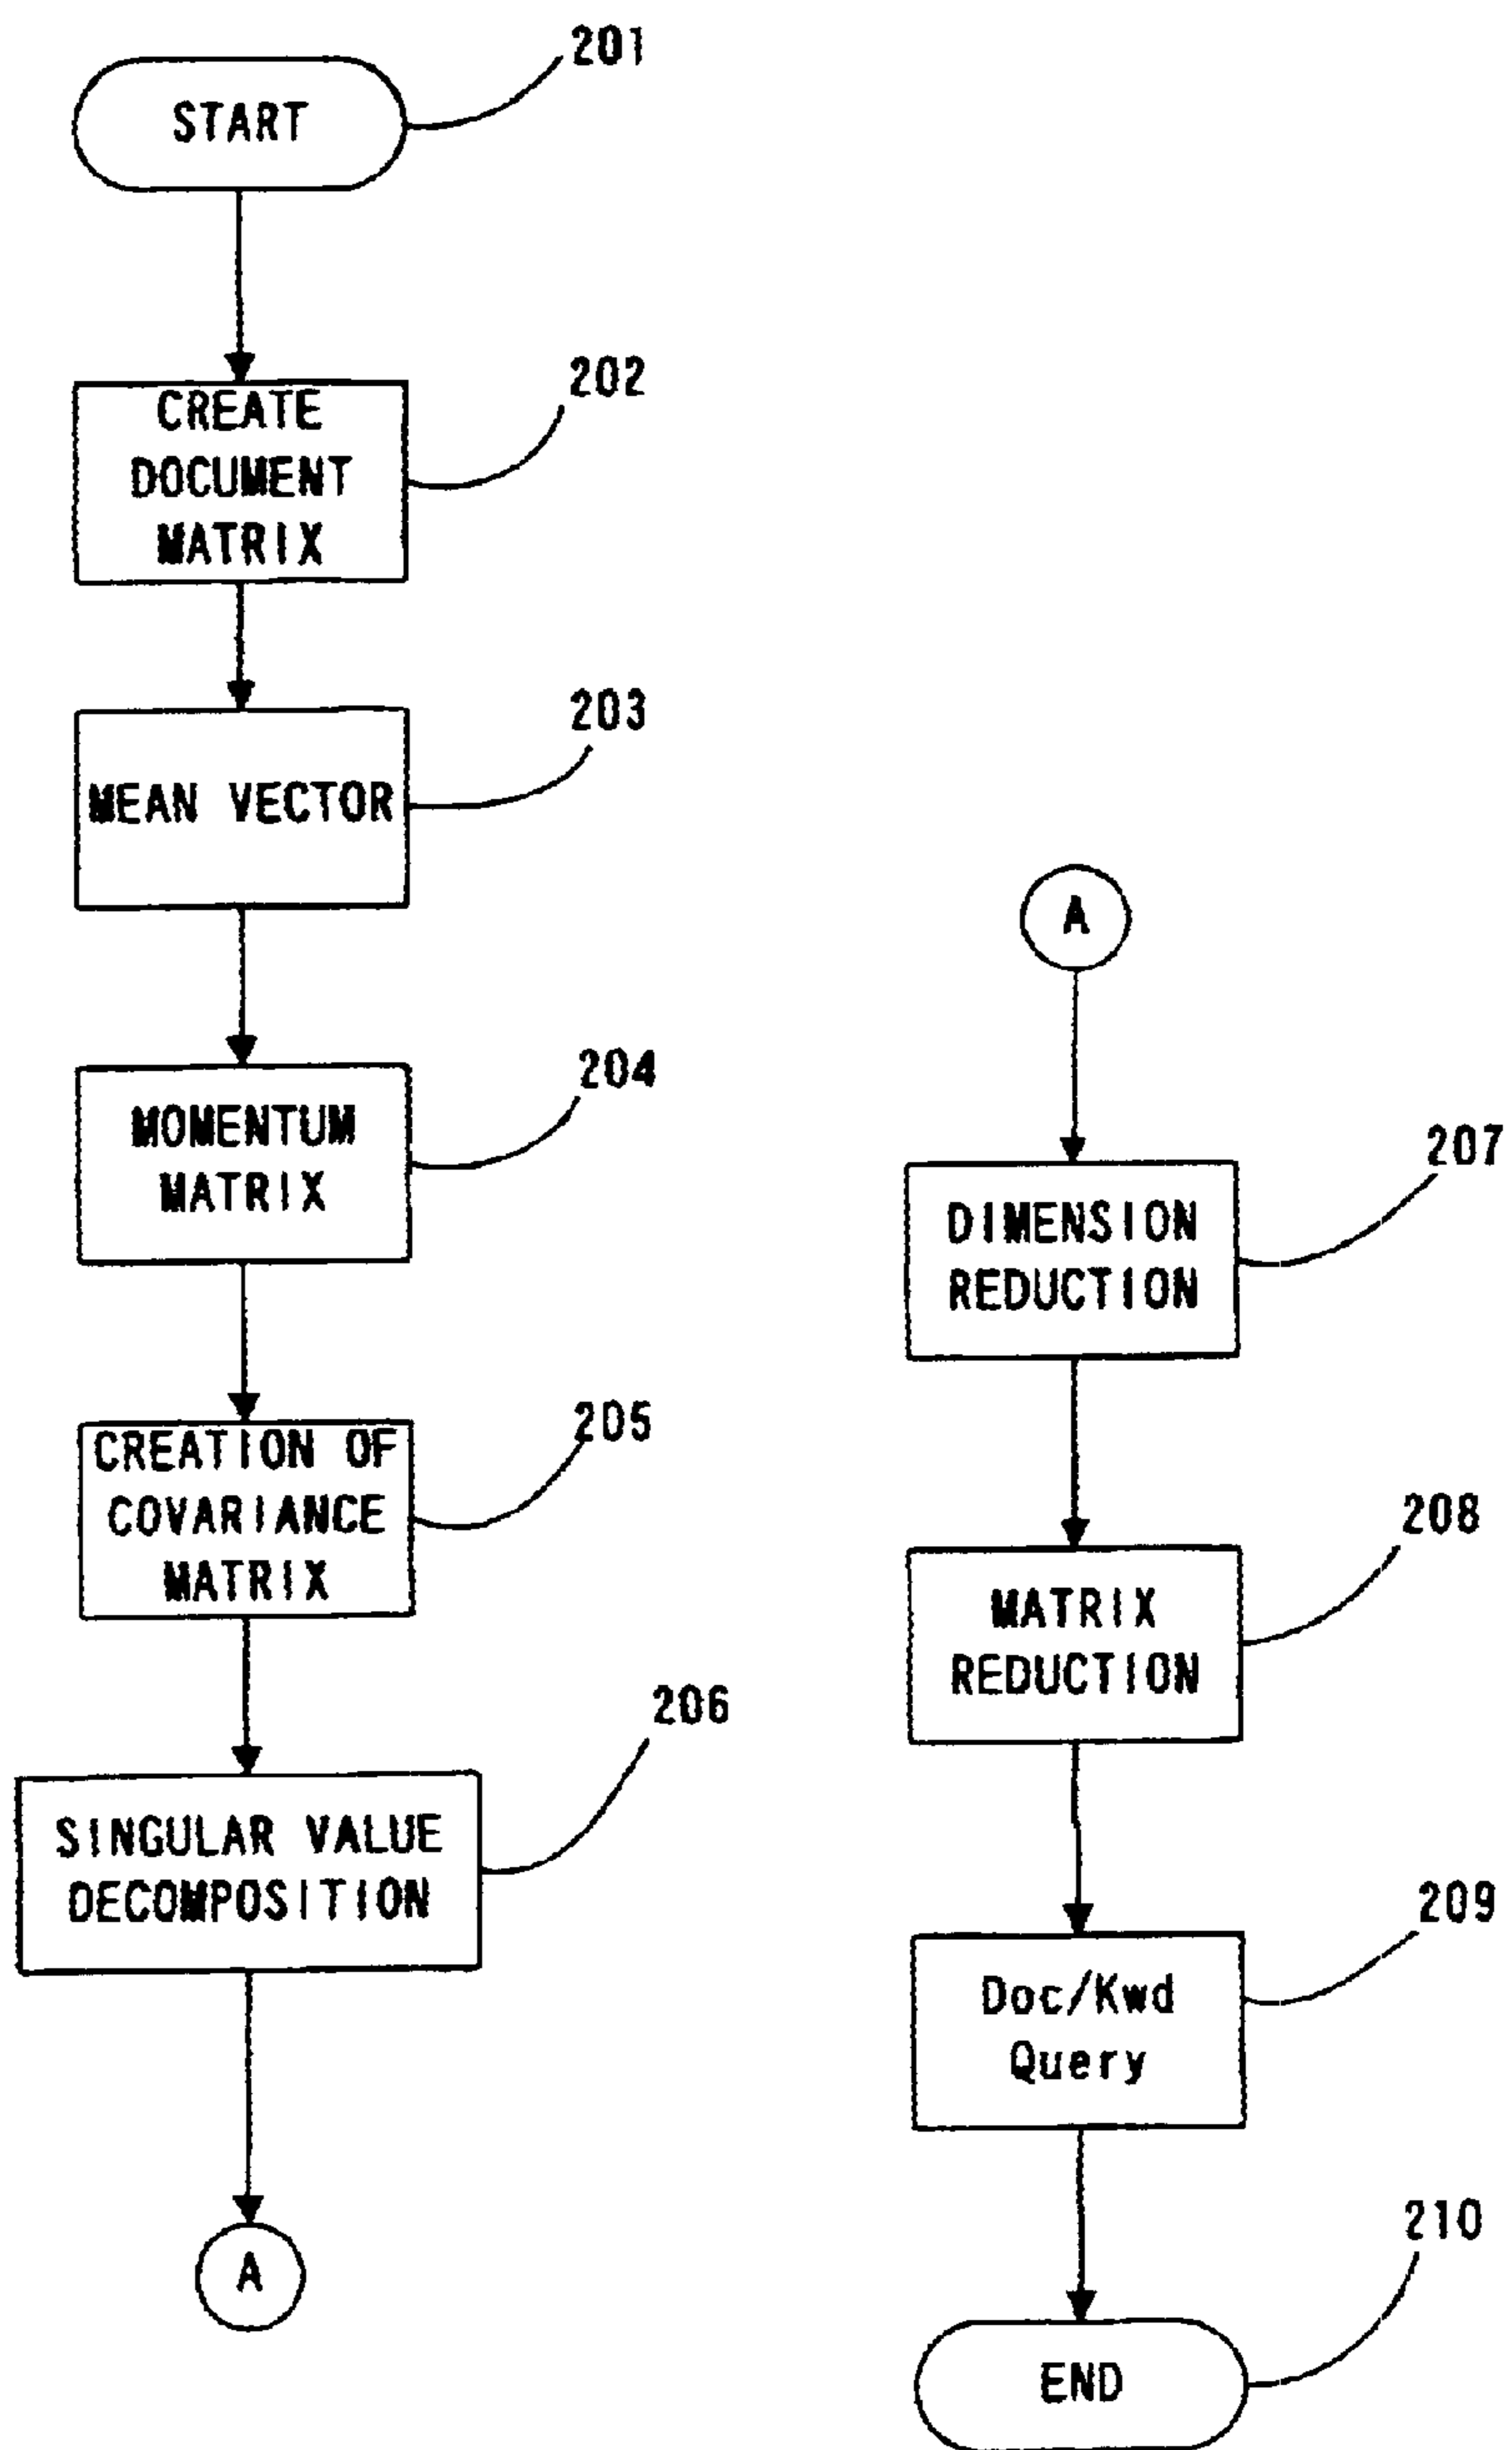 201
START
202
CREATE
DOCUMENT
MATRIX
203
MEAN VECTOR
204
MOMENTUM
MATRIX
205
CREATION OF
COVARIANCE
MATRIX
206
SINGULAR VALUE
DECOMPOSITION
A
A
207
DIMENSION
REDUCTION
208
MATRIX
REDUCTION
209
Doc/Kwd
Query
210
END